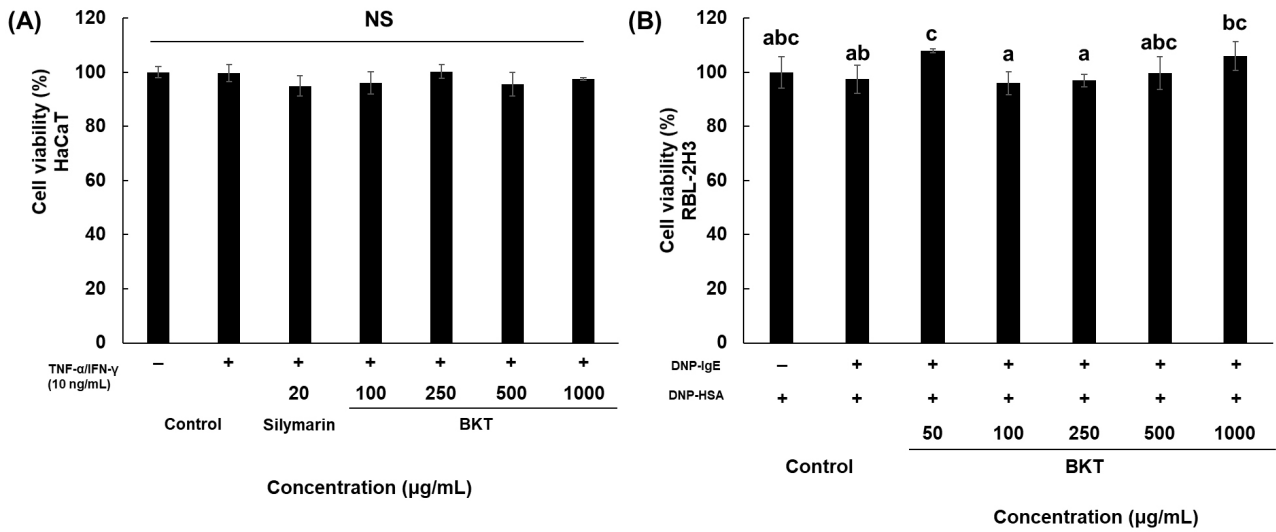 (A)
NS
Cell viability (%)
HaCaT
120
100
80
60
40
20
0
TNF-α/IFN-γ
(10 ng/mL)
– + + + + + +
20 100 250 500 1000
Control Silymarin BKT
Concentration (µg/mL)
(B)
abc ab c a a abc bc
Cell viability (%)
RBL-2H3
120
100
80
60
40
20
0
DNP-IgE – + + + + + +
DNP-HSA + + + + + + +
50 100 250 500 1000
Control BKT
Concentration (µg/mL)